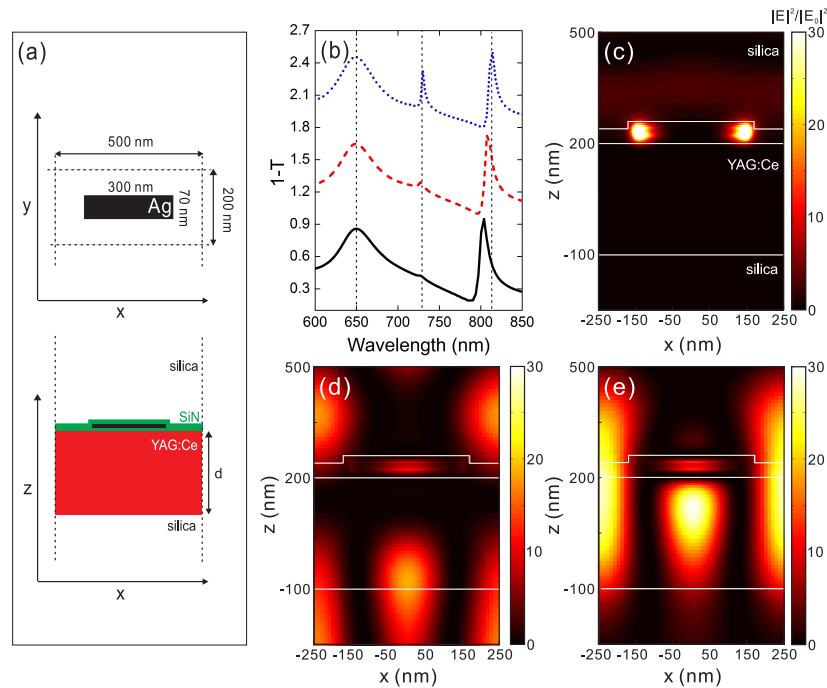 (a)
500 nm
300 nm
Ag
70 nm
200 nm
y
x
silica
SiN
YAG:Ce
d
z
silica
x
(b)
2.7
2.4
2.1
1.8
1.5
1.2
0.9
0.6
0.3
1-T
600 650 700 750 800 850
Wavelength (nm)
|E|²/|E₀|²
(c)
500
200
-100
z (nm)
silica
YAG:Ce
silica
-250 -150 -50 50 150 250
x (nm)
30
20
10
0
(d)
500
200
-100
z (nm)
-250 -150 -50 50 150 250
x (nm)
30
20
10
0
(e)
500
200
-100
z (nm)
-250 -150 -50 50 150 250
x (nm)
30
20
10
0